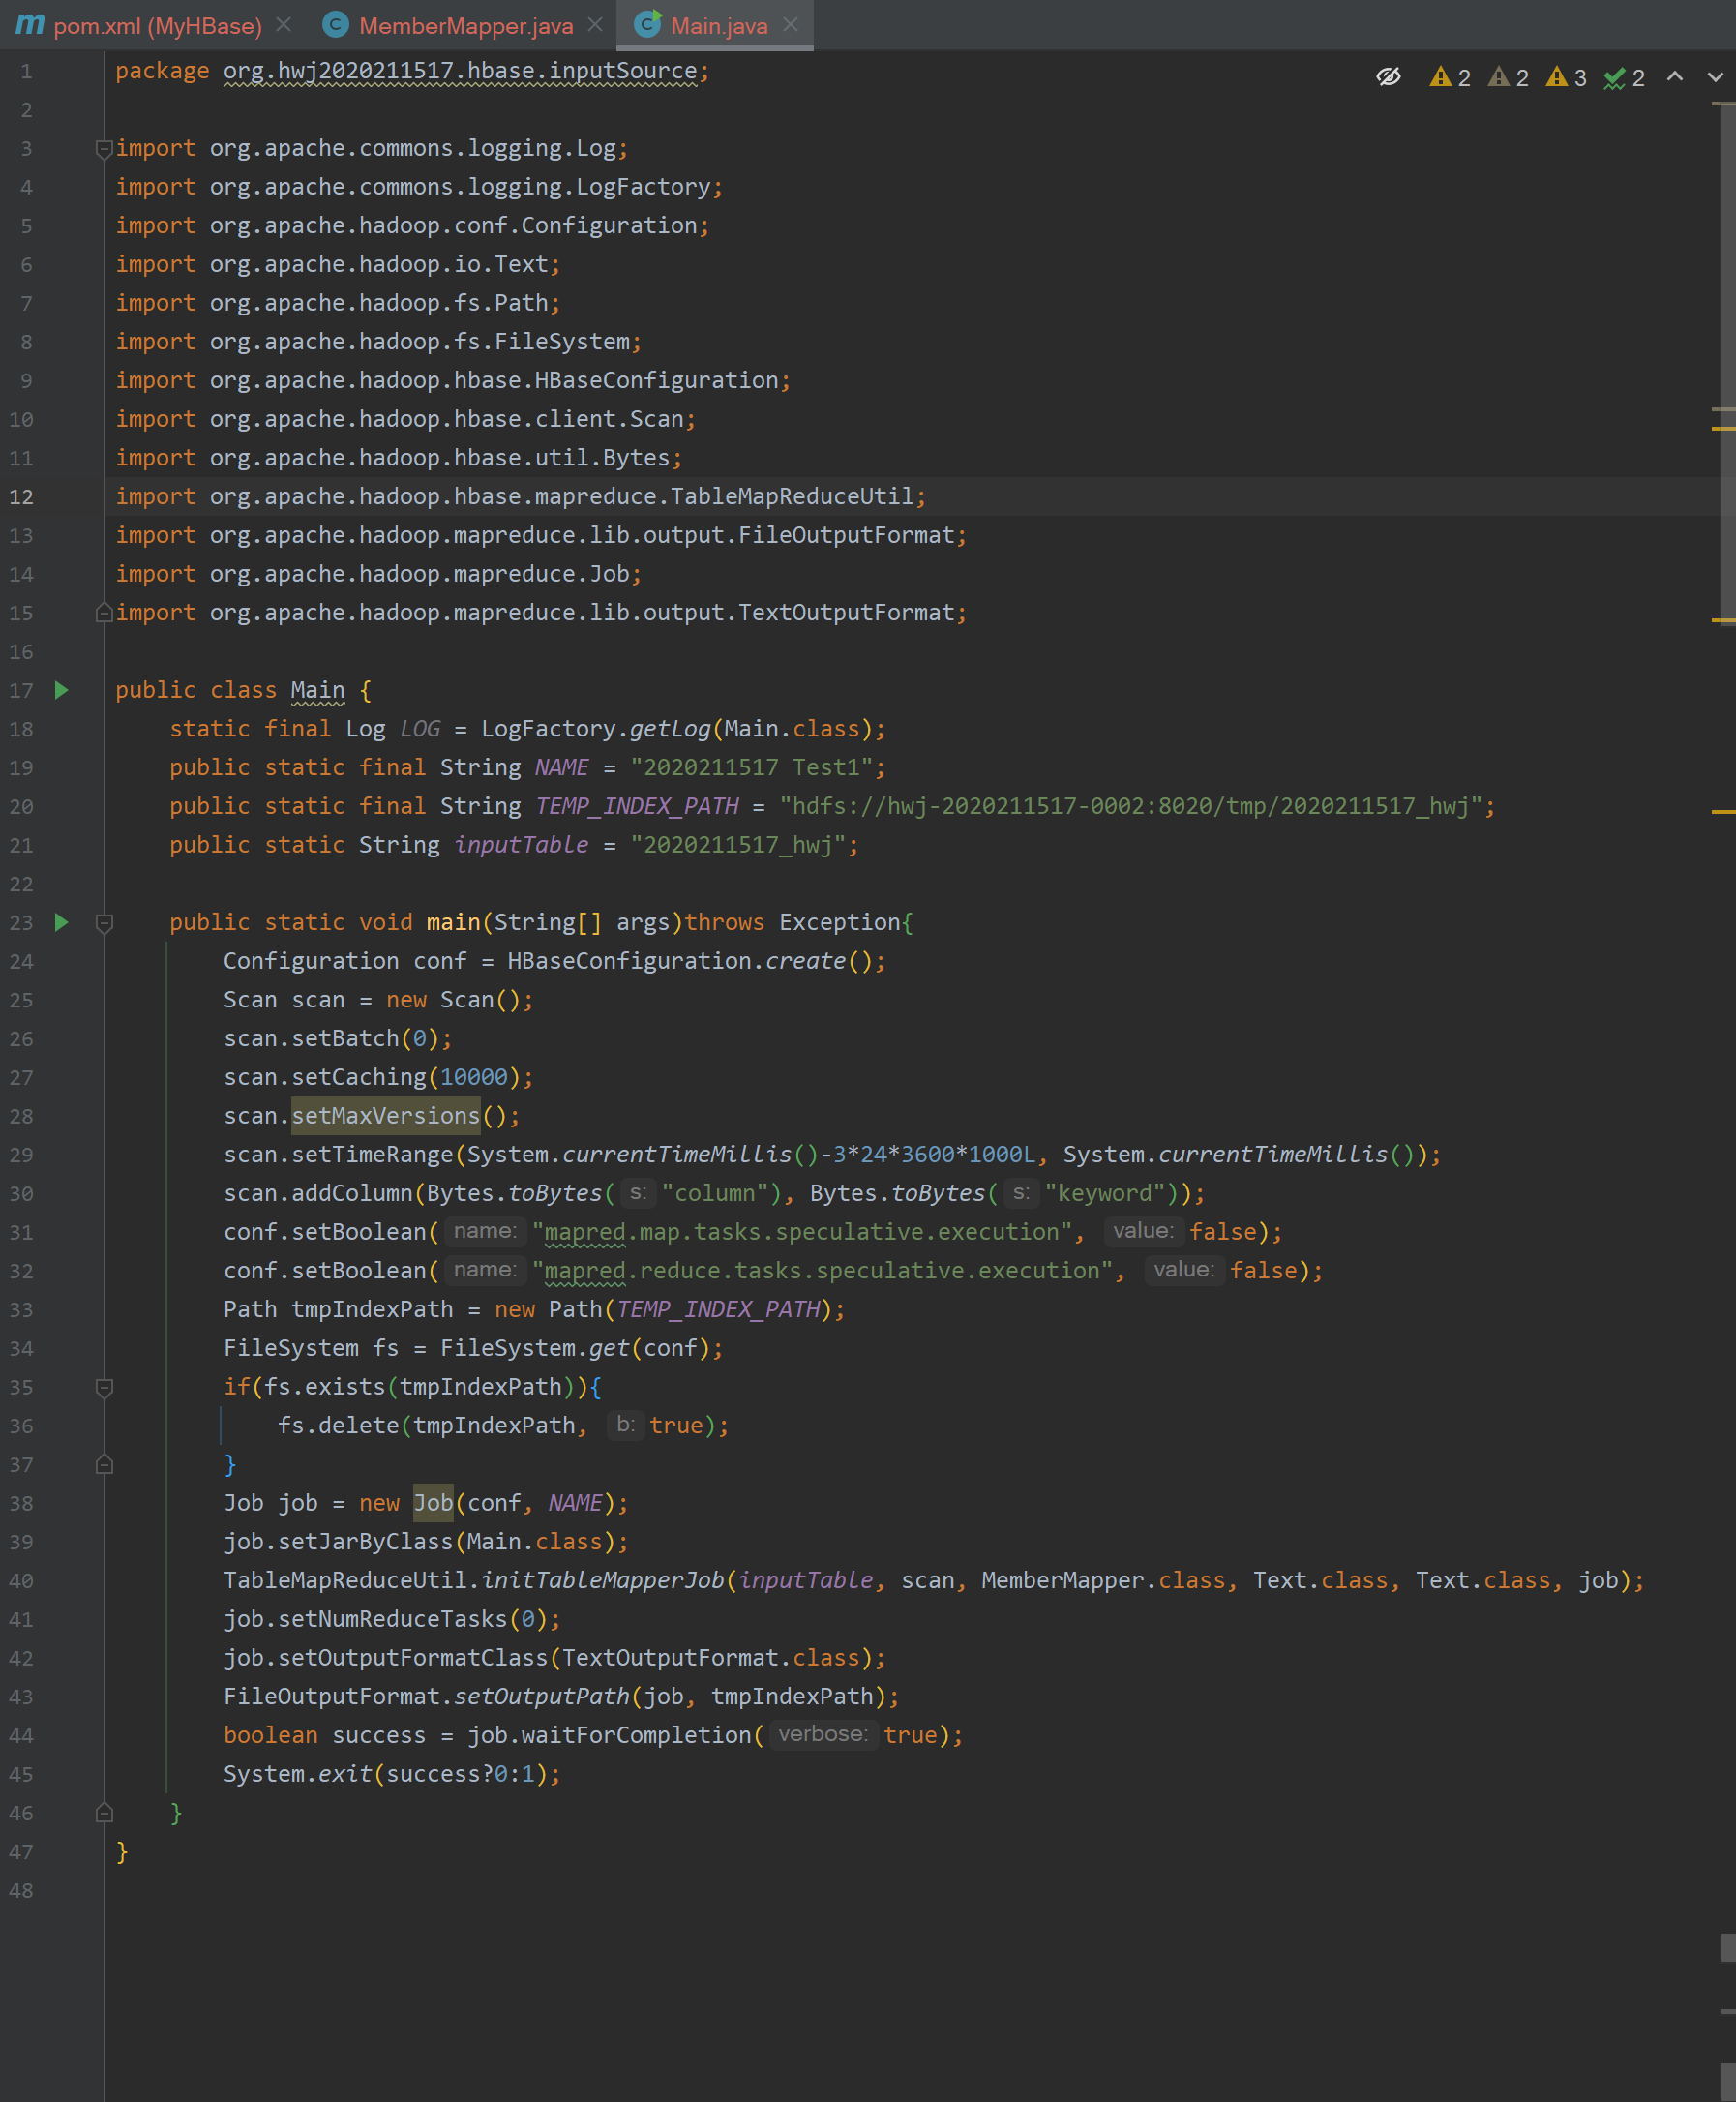 m pom.xml (MyHBase) × C MemberMapper.java × C Main.java ×
1 package org.hwj2020211517.hbase.inputSource; 2 2 3 2
2
3 import org.apache.commons.logging.Log;
4 import org.apache.commons.logging.LogFactory;
5 import org.apache.hadoop.conf.Configuration;
6 import org.apache.hadoop.io.Text;
7 import org.apache.hadoop.fs.Path;
8 import org.apache.hadoop.fs.FileSystem;
9 import org.apache.hadoop.hbase.HBaseConfiguration;
10 import org.apache.hadoop.hbase.client.Scan;
11 import org.apache.hadoop.hbase.util.Bytes;
12 import org.apache.hadoop.hbase.mapreduce.TableMapReduceUtil;
13 import org.apache.hadoop.mapreduce.lib.output.FileOutputFormat;
14 import org.apache.hadoop.mapreduce.Job;
15 import org.apache.hadoop.mapreduce.lib.output.TextOutputFormat;
16
17 public class Main {
18 static final Log LOG = LogFactory.getLog(Main.class);
19 public static final String NAME = "2020211517 Test1";
20 public static final String TEMP_INDEX_PATH = "hdfs://hwj-2020211517-0002:8020/tmp/2020211517_hwj";
21 public static String inputTable = "2020211517_hwj";
22
23 public static void main(String[] args)throws Exception{
24 Configuration conf = HBaseConfiguration.create();
25 Scan scan = new Scan();
26 scan.setBatch(0);
27 scan.setCaching(10000);
28 scan.setMaxVersions();
29 scan.setTimeRange(System.currentTimeMillis()-3*24*3600*1000L, System.currentTimeMillis());
30 scan.addColumn(Bytes.toBytes( s: "column"), Bytes.toBytes( s: "keyword"));
31 conf.setBoolean( name: "mapred.map.tasks.speculative.execution", value: false);
32 conf.setBoolean( name: "mapred.reduce.tasks.speculative.execution", value: false);
33 Path tmpIndexPath = new Path(TEMP_INDEX_PATH);
34 FileSystem fs = FileSystem.get(conf);
35 if(fs.exists(tmpIndexPath)){
36 fs.delete(tmpIndexPath, b: true);
37 }
38 Job job = new Job(conf, NAME);
39 job.setJarByClass(Main.class);
40 TableMapReduceUtil.initTableMapperJob(inputTable, scan, MemberMapper.class, Text.class, Text.class, job);
41 job.setNumReduceTasks(0);
42 job.setOutputFormatClass(TextOutputFormat.class);
43 FileOutputFormat.setOutputPath(job, tmpIndexPath);
44 boolean success = job.waitForCompletion( verbose: true);
45 System.exit(success?0:1);
46 }
47 }
48